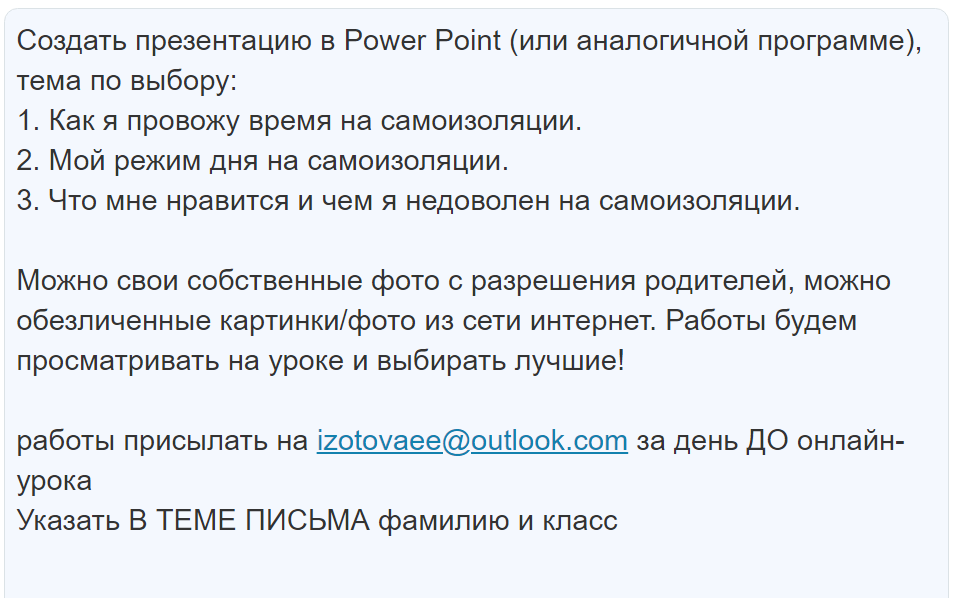 Создать презентацию в Power Point (или аналогичной программе),
тема по выбору:
1. Как я провожу время на самоизоляции.
2. Мой режим дня на самоизоляции.
3. Что мне нравится и чем я недоволен на самоизоляции.
Можно свои собственные фото с разрешения родителей, можно
обезличенные картинки/фото из сети интернет. Работы будем
просматривать на уроке и выбирать лучшие!
работы присылать на izotovaee@outlook.com за день ДО онлайн-
урока
Указать В ТЕМЕ ПИСЬМА фамилию и класс